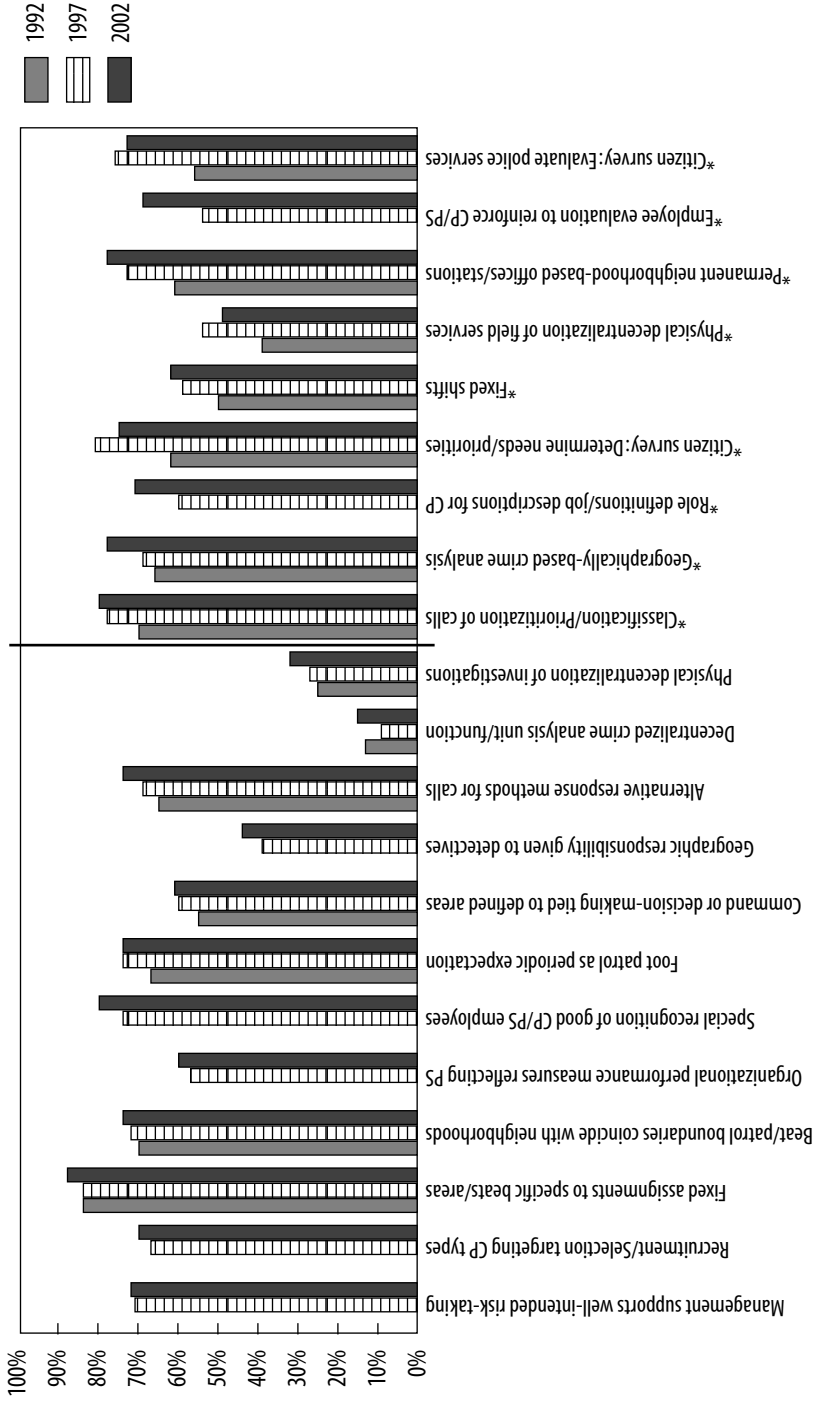 1992
1997
2002
100%
90%
80%
70%
60%
50%
40%
30%
20%
10%
0%
Management supports well-intended risk-taking
Recruitment/Selection targeting CP types
Fixed assignments to specific beats/areas
Beat/patrol boundaries coincide with neighborhoods
Organizational performance measures reflecting PS
Special recognition of good CP/PS employees
Foot patrol as periodic expectation
Command or decision-making tied to defined areas
Geographic responsibility given to detectives
Alternative response methods for calls
Decentralized crime analysis unit/function
Physical decentralization of investigations
*Classification/Prioritization of calls
*Geographically-based crime analysis
*Role definitions/job descriptions for CP
*Citizen survey: Determine needs/priorities
*Fixed shifts
*Physical decentralization of field services
*Permanent neighborhood-based offices/stations
*Employee evaluation to reinforce CP/PS
*Citizen survey: Evaluate police services